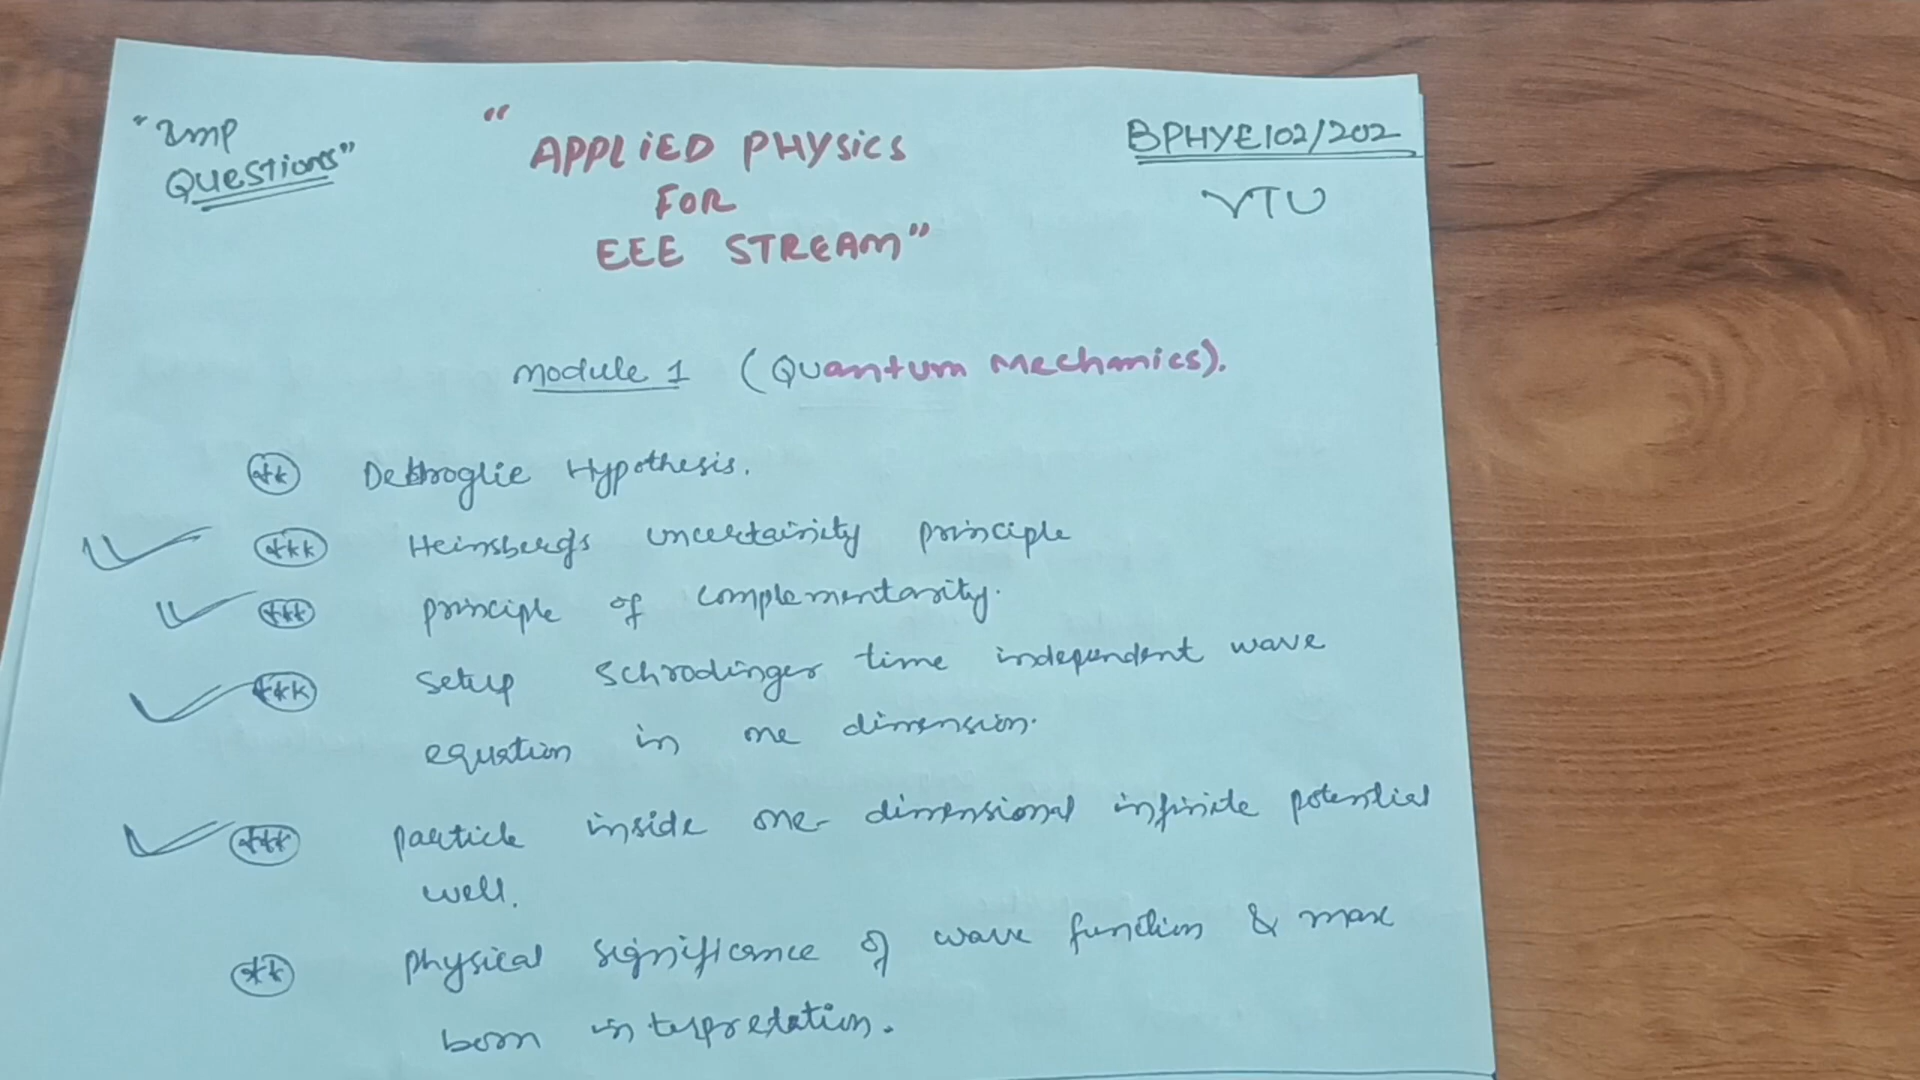 "Imp
Questions"
"APPLiED PHYsics
FOR
EEE STREAM"
BPHYE102/202
VTU
Module 1 (Quantum Mechanics).
** Debroglie Hypothesis.
*** Heinsberg's uncertainity principle
*** principle of complementarity.
*** setup schrodinger time independent wave
equation in one dimension.
*** particle inside one-dimensional infinite potential
well.
** physical significance of wave function & max
born interpretation.